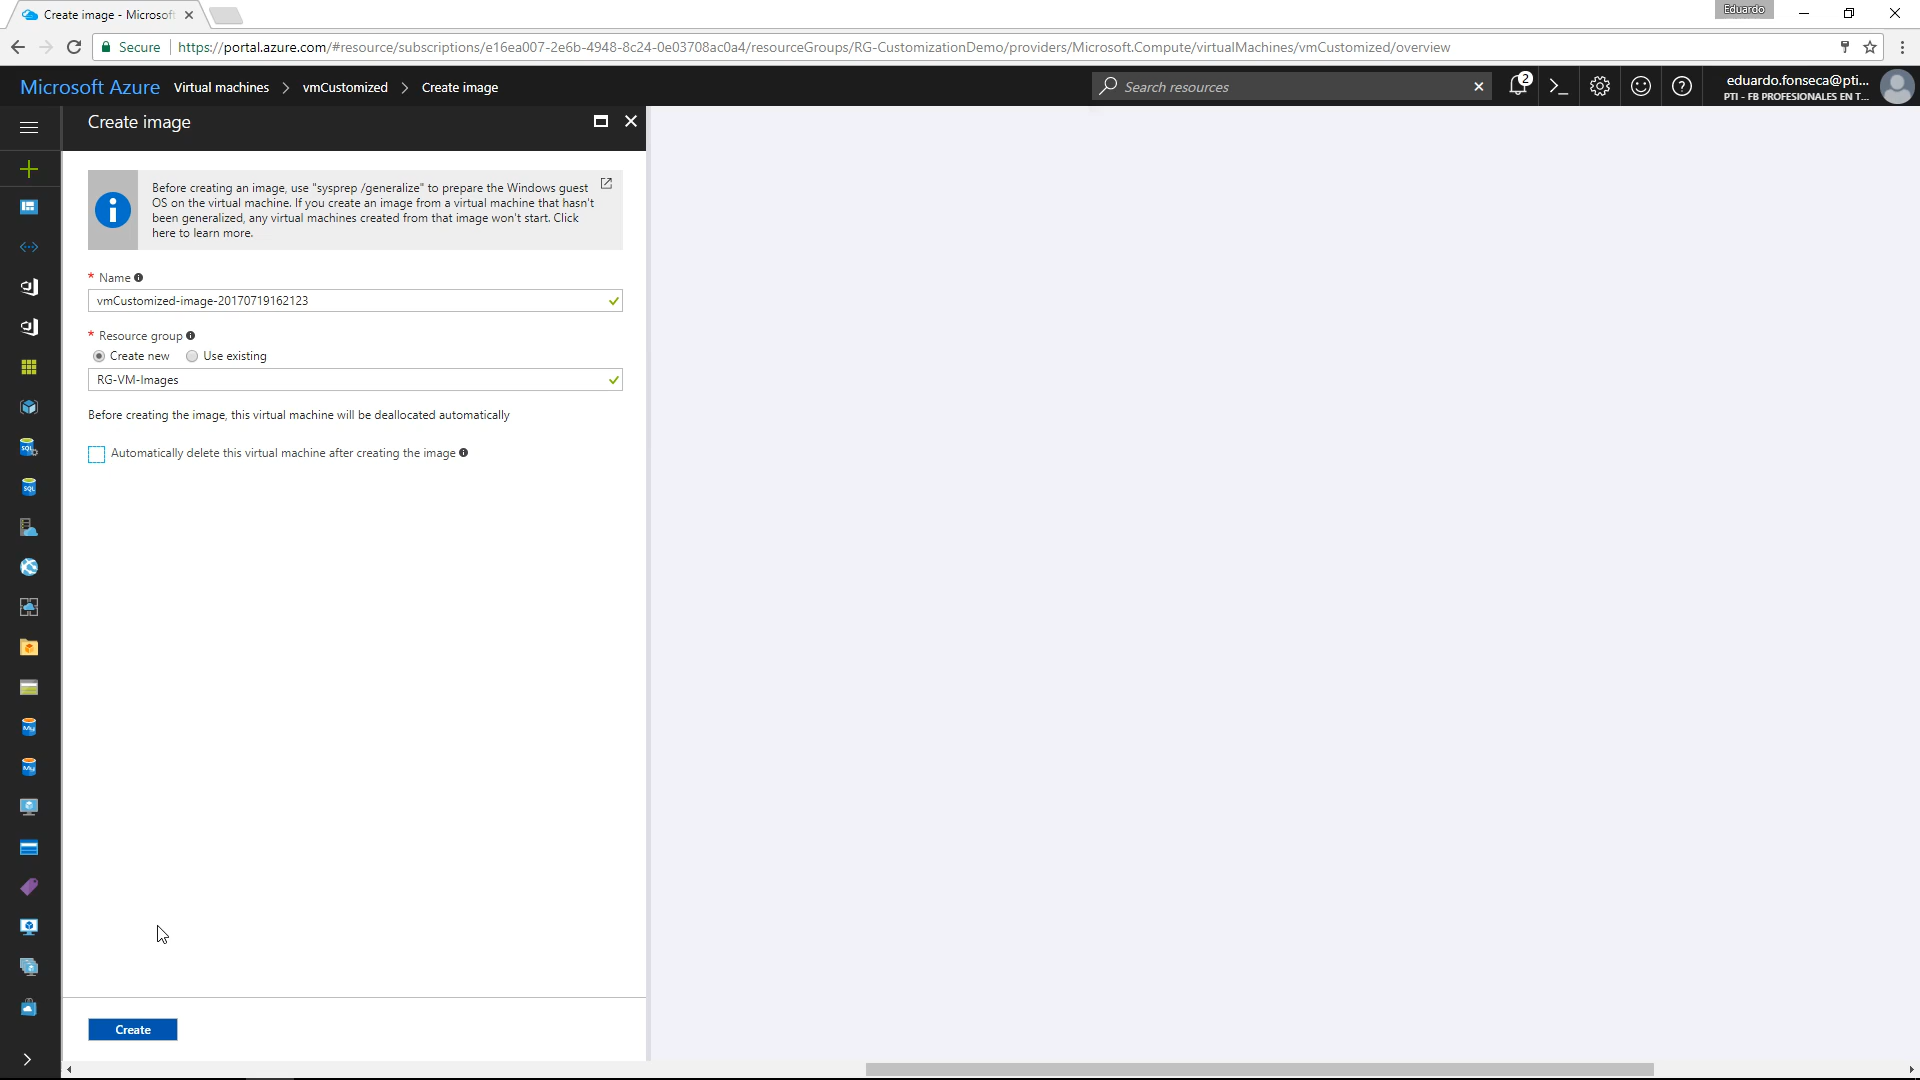 Create image - Microsoft
Eduardo
Secure
https://portal.azure.com/#resource/subscriptions/e16ea007-2e6b-4948-8c24-0e03708ac0a4/resourceGroups/RG-CustomizationDemo/providers/Microsoft.Compute/virtualMachines/vmCustomized/overview
Microsoft Azure Virtual machines > vmCustomized > Create image
Search resources
2
eduardo.fonseca@pti...
PTI - FB PROFESIONALES EN T...
Create image
Before creating an image, use "sysprep /generalize" to prepare the Windows guest
OS on the virtual machine. If you create an image from a virtual machine that hasn't
been generalized, any virtual machines created from that image won't start. Click
here to learn more.
* Name
vmCustomized-image-20170719162123
* Resource group
Create new Use existing
RG-VM-Images
Before creating the image, this virtual machine will be deallocated automatically
Automatically delete this virtual machine after creating the image
SQL
SQL
My
My
Create